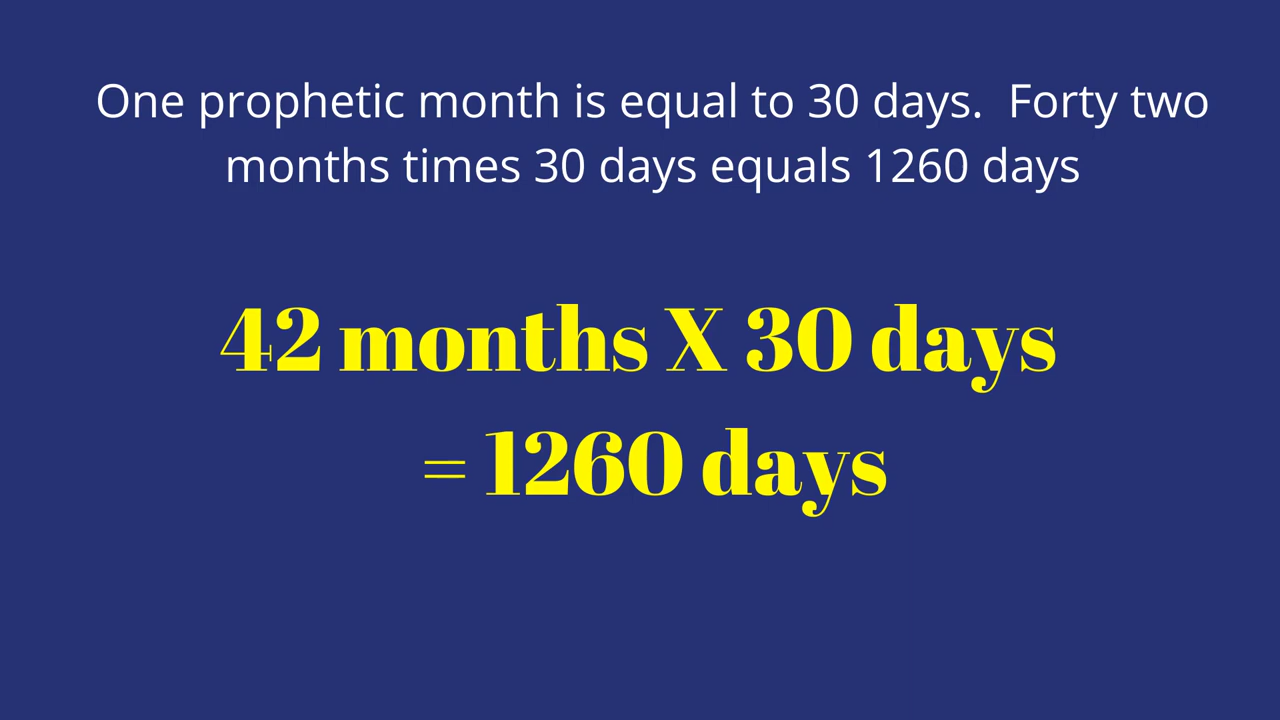 One prophetic month is equal to 30 days.  Forty two
months times 30 days equals 1260 days
42 months X 30 days
= 1260 days